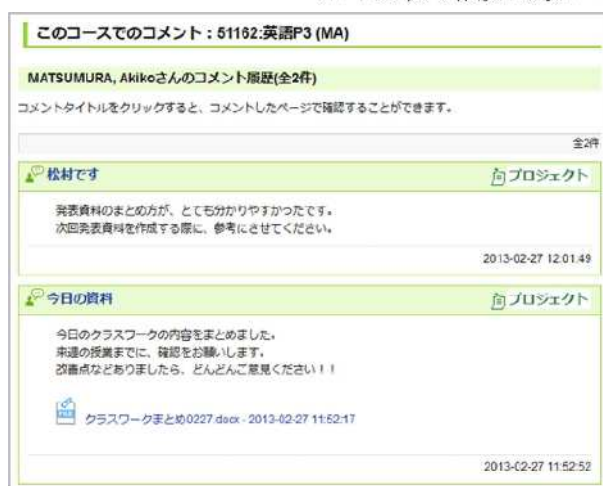 このコースでのコメント：51162:英語P3 (MA)
MATSUMURA, Akikoさんのコメント履歴(全2件)
コメントタイトルをクリックすると、コメントしたページで確認することができます。
全2件
松村です
プロジェクト
発表資料のまとめ方が、とても分かりやすかったです。
次回発表資料を作成する際に、参考にさせてください。
2013-02-27 12:01:49
今日の資料
プロジェクト
今日のクラスワークの内容をまとめました。
来週の授業までに、確認をお願いします。
改善点などありましたら、どんどんご意見ください！！
クラスワークまとめ0227.docx - 2013-02-27 11:52:17
2013-02-27 11:52:52